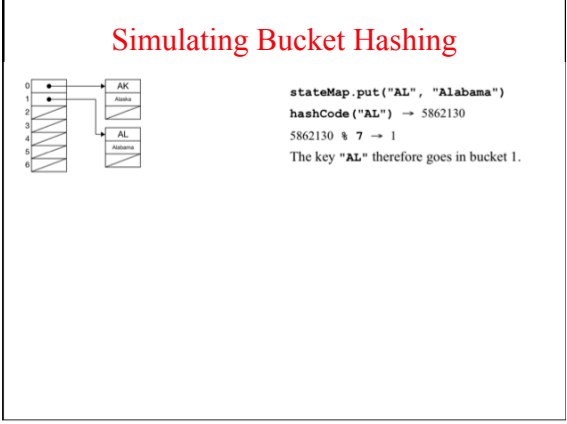 Simulating Bucket Hashing
0
1
2
3
4
5
6
AK
Alaska
AL
Alabama
stateMap.put("AL", "Alabama")
hashCode("AL") → 5862130
5862130 % 7 → 1
The key "AL" therefore goes in bucket 1.